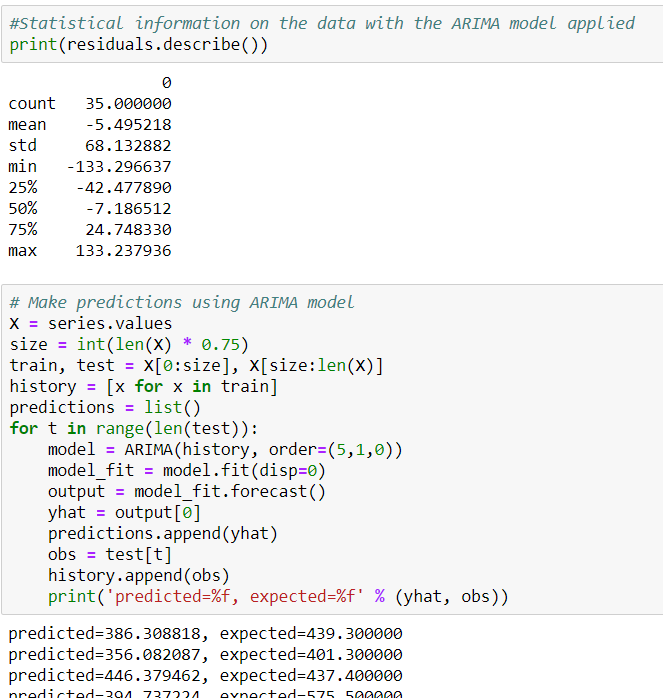 #Statistical information on the data with the ARIMA model applied
print(residuals.describe())
0
count 35.000000
mean -5.495218
std 68.132882
min -133.296637
25% -42.477890
50% -7.186512
75% 24.748330
max 133.237936
# Make predictions using ARIMA model
X = series.values
size = int(len(X) * 0.75)
train, test = X[0:size], X[size:len(X)]
history = [x for x in train]
predictions = list()
for t in range(len(test)):
    model = ARIMA(history, order=(5,1,0))
    model_fit = model.fit(disp=0)
    output = model_fit.forecast()
    yhat = output[0]
    predictions.append(yhat)
    obs = test[t]
    history.append(obs)
    print('predicted=%f, expected=%f' % (yhat, obs))
predicted=386.308818, expected=439.300000
predicted=356.082087, expected=401.300000
predicted=446.379462, expected=437.400000
predicted=394.737224, expected=575.500000